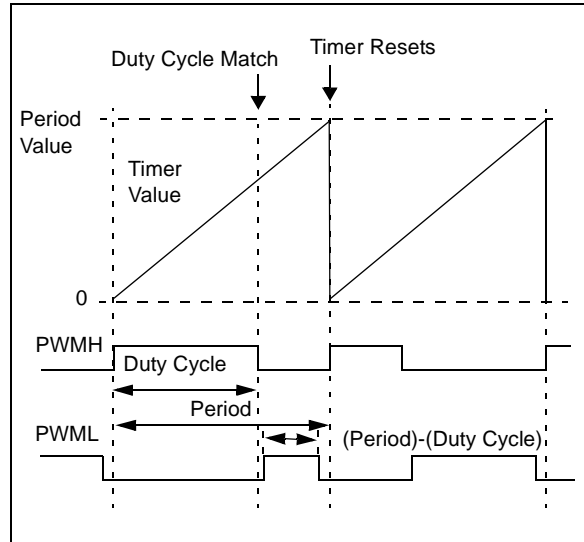 Timer Resets
Duty Cycle Match
Period
Value
Timer
Value
0
PWMH
Duty Cycle
Period
PWML
(Period)-(Duty Cycle)